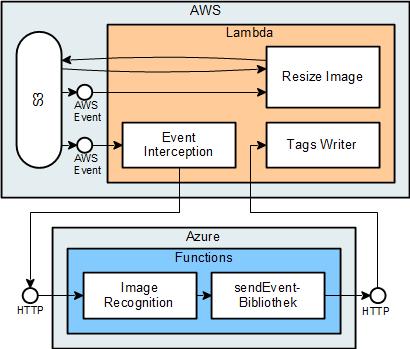 AWS
Lambda
S3
Resize Image
AWS
Event
Event
Interception
Tags Writer
AWS
Event
Azure
Functions
Image
Recognition
sendEvent-
Bibliothek
HTTP
HTTP